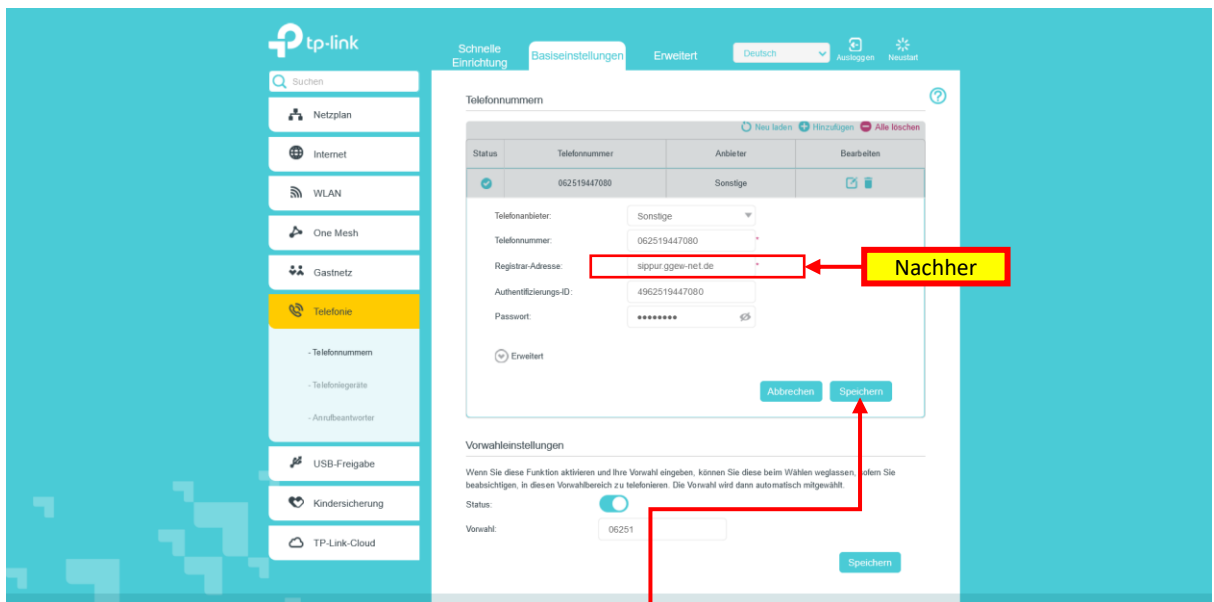 tp-link
Schnelle Einrichtung
Basiseinstellungen
Erweitert
Deutsch
Ausloggen
Neustart
Suchen
Netzplan
Internet
WLAN
One Mesh
Gastnetz
Telefonie
- Telefonnummern
- Telefoniegeräte
- Anrufbeantworter
USB-Freigabe
Kindersicherung
TP-Link-Cloud
Telefonnummern
Neu laden Hinzufügen Alle löschen
Status Telefonnummer Anbieter Bearbeiten
062519447080 Sonstige
Telefonanbieter: Sonstige
Telefonnummer: 062519447080 *
Registrar-Adresse: sippur.ggew-net.de *
Nachher
Authentifizierungs-ID: 4962519447080
Passwort: ••••••••
Erweitert
Abbrechen Speichern
Vorwahleinstellungen
Wenn Sie diese Funktion aktivieren und Ihre Vorwahl eingeben, können Sie diese beim Wählen weglassen, sofern Sie
beabsichtigen, in diesen Vorwahlbereich zu telefonieren. Die Vorwahl wird dann automatisch mitgewählt.
Status:
Vorwahl: 06251
Speichern